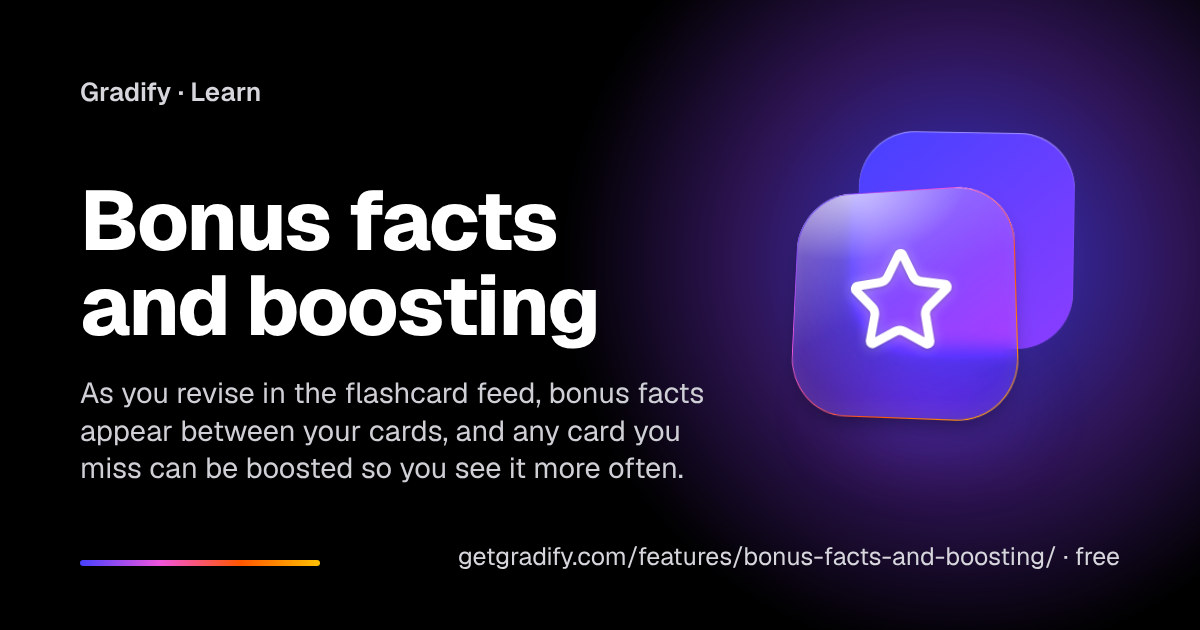 Gradify · Learn
Bonus facts
and boosting
As you revise in the flashcard feed, bonus facts
appear between your cards, and any card you
miss can be boosted so you see it more often.
getgradify.com/features/bonus-facts-and-boosting/ · free